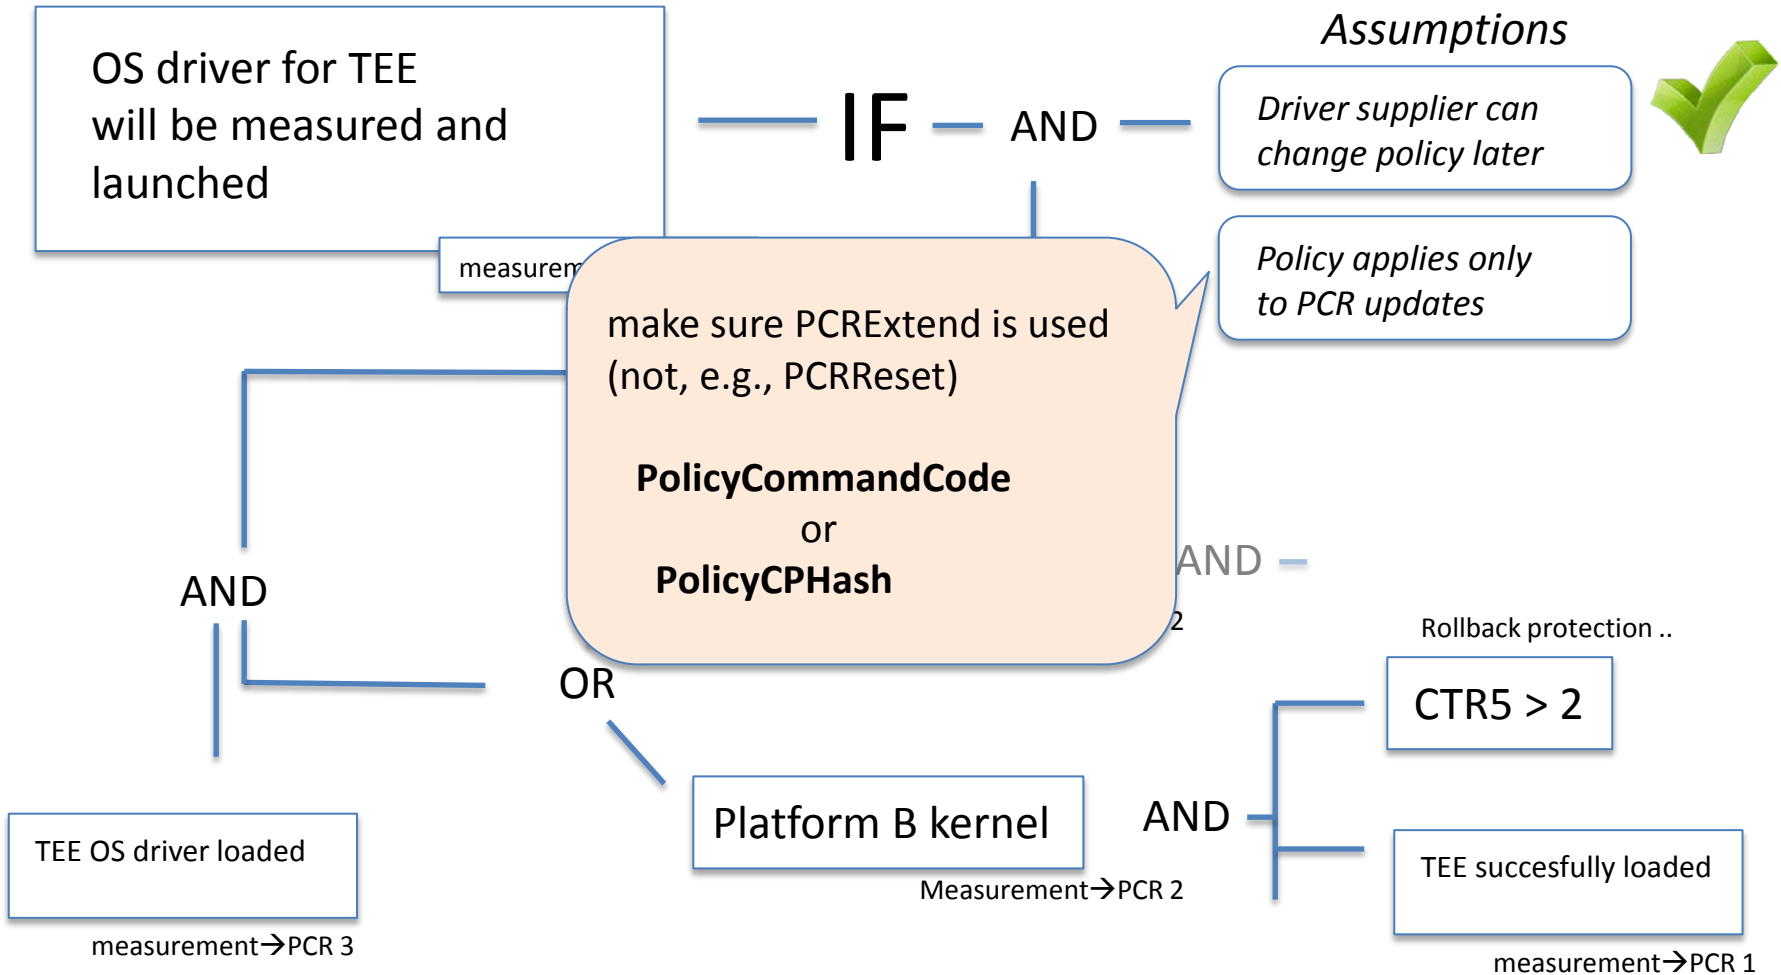 Assumptions
OS driver for TEE
will be measured and
launched
IF
AND
Driver supplier can
change policy later
Policy applies only
to PCR updates
make sure PCRExtend is used
(not, e.g., PCRReset)
PolicyCommandCode
or
PolicyCPHash
AND
2
AND
Rollback protection ..
OR
CTR5 > 2
Platform B kernel
AND
TEE OS driver loaded
TEE succesfully loaded
Measurement→PCR 2
measurement→PCR 3
measurement→PCR 1